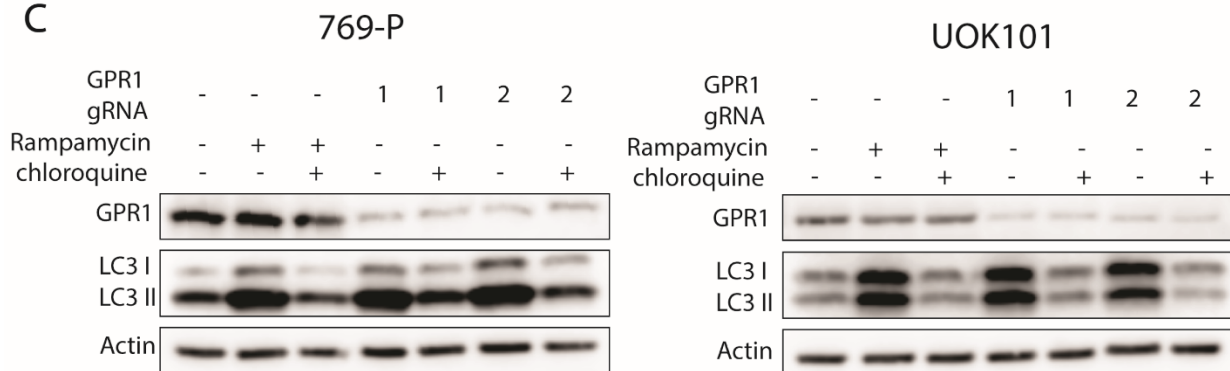 C
769-P
GPR1
gRNA
- - - 1 1 2 2
Rampamycin - + + - - - -
chloroquine - - + - + - +
GPR1
LC3 I
LC3 II
Actin
UOK101
GPR1
gRNA
- - - 1 1 2 2
Rampamycin - + + - - - -
chloroquine - - + - + - +
GPR1
LC3 I
LC3 II
Actin